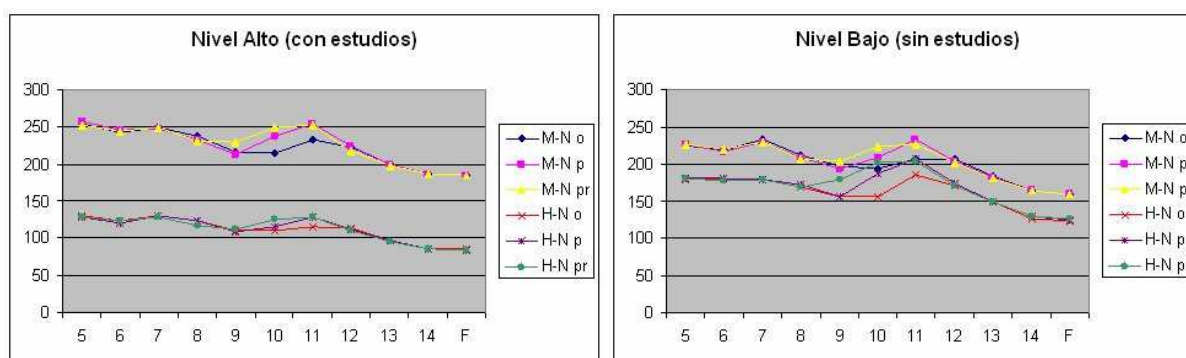 Nivel Alto (con estudios)
300
250
200
150
100
50
0
5 6 7 8 9 10 11 12 13 14 F
M-N o
M-N p
M-N pr
H-N o
H-N p
H-N pr
Nivel Bajo (sin estudios)
300
250
200
150
100
50
0
5 6 7 8 9 10 11 12 13 14 F
M-N o
M-N p
M-N p
H-N o
H-N p
H-N p